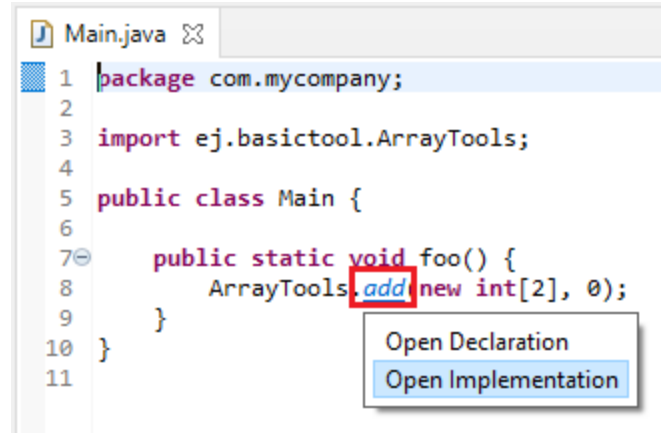 Main.java
1 package com.mycompany;
2
3 import ej.basictool.ArrayTools;
4
5 public class Main {
6
7 public static void foo() {
8 ArrayTools.add(new int[2], 0);
9 }
10 }
11
Open Declaration
Open Implementation